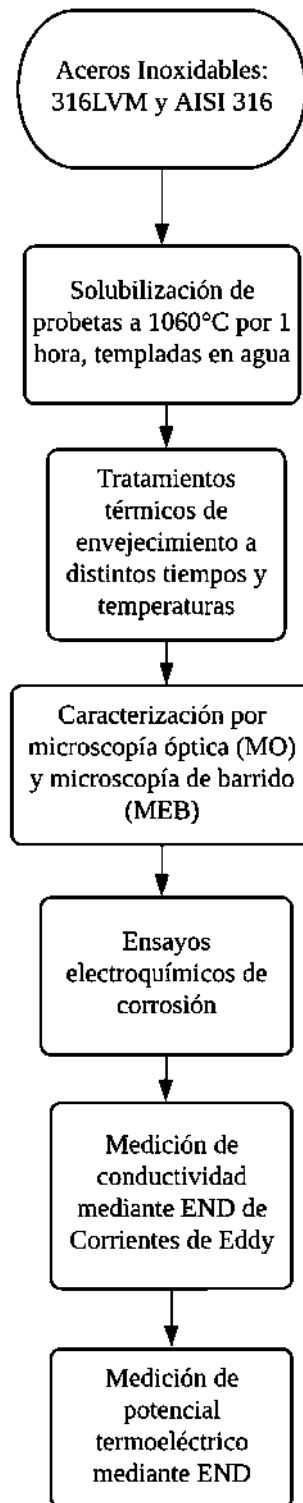 Aceros Inoxidables:
316LVM y AISI 316
Solubilización de
probetas a 1060°C por 1
hora, templadas en agua
Tratamientos
térmicos de
envejecimiento a
distintos tiempos y
temperaturas
Caracterización por
microscopía óptica (MO)
y microscopía de barrido
(MEB)
Ensayos
electroquímicos de
corrosión
Medición de
conductividad
mediante END de
Corrientes de Eddy
Medición de
potencial
termoeléctrico
mediante END